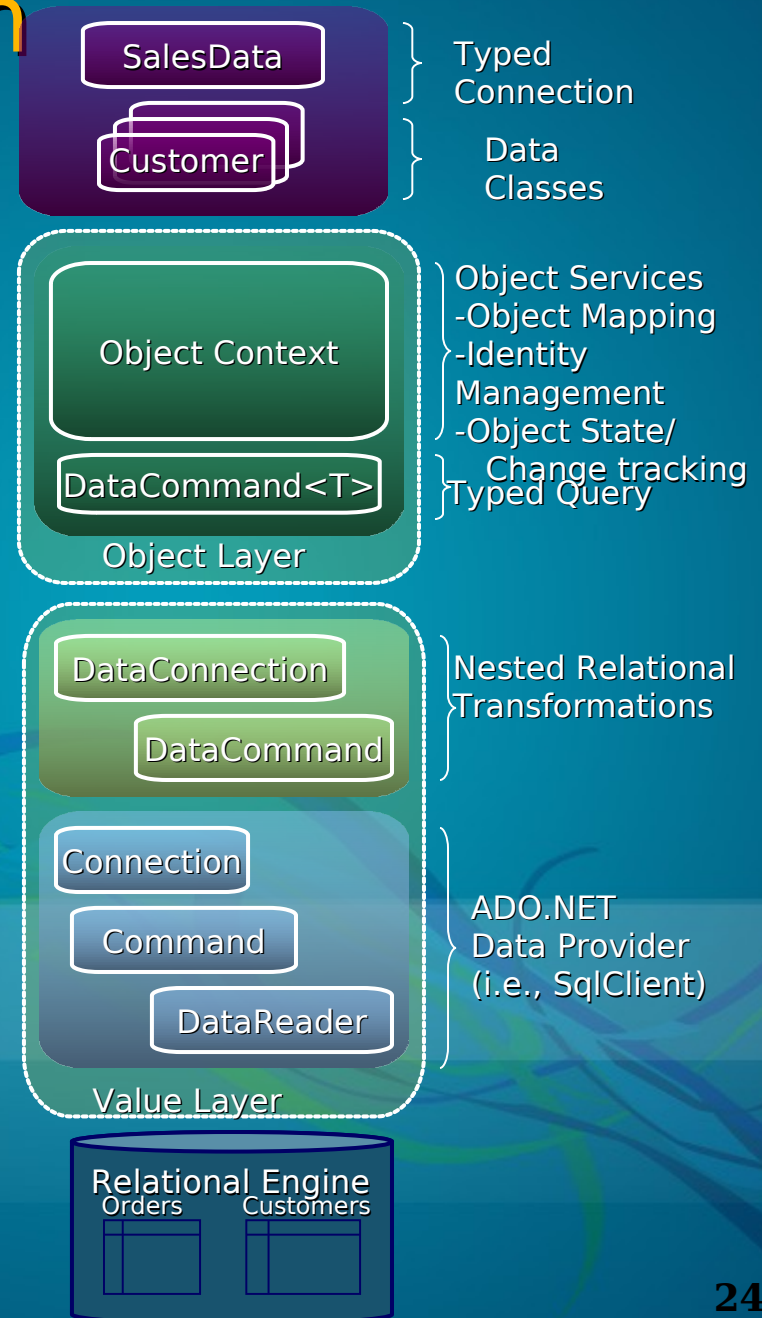 SalesData
Typed
Connection
Customer
Data
Classes
Object Context
Object Services
-Object Mapping
-Identity
Management
-Object State/
Change tracking
DataCommand<T>
Typed Query
Object Layer
DataConnection
DataCommand
Nested Relational
Transformations
Connection
Command
DataReader
ADO.NET
Data Provider
(i.e., SqlClient)
Value Layer
Relational Engine
Orders
Customers
24